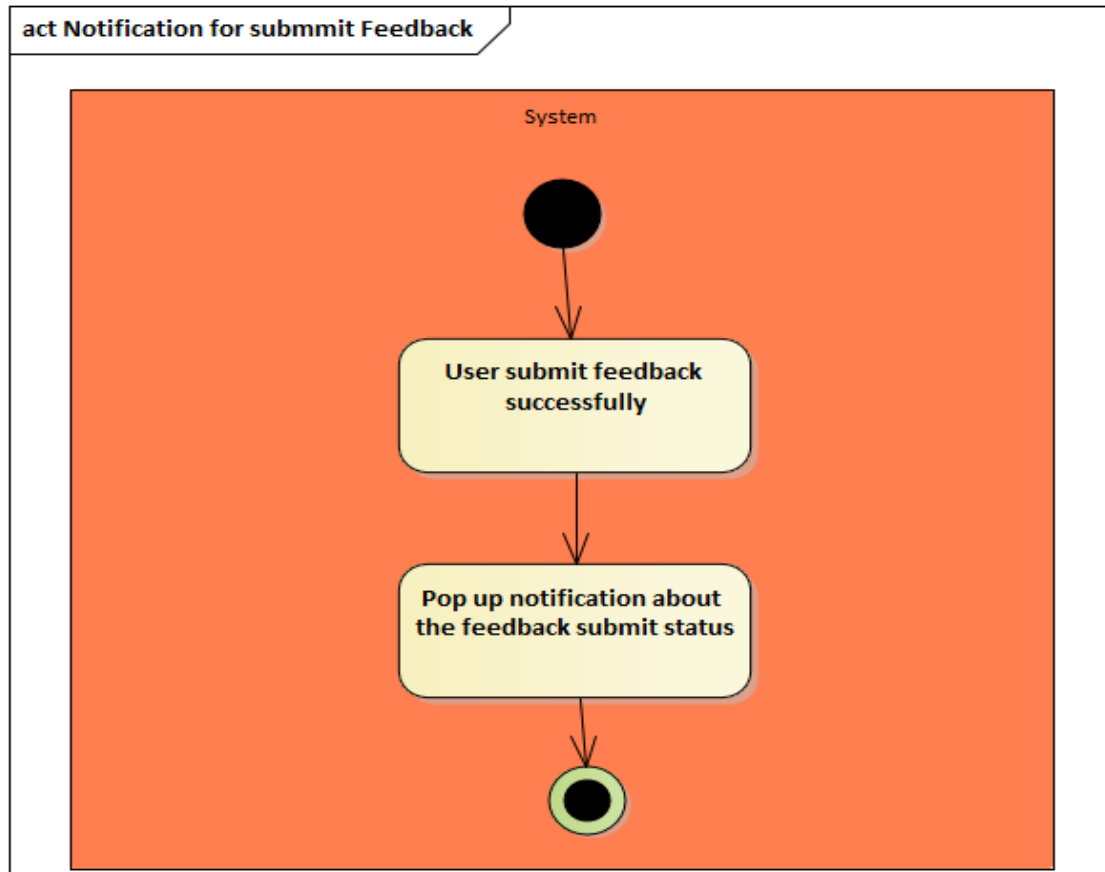 act Notification for submmit Feedback
System
User submit feedback
successfully
Pop up notification about
the feedback submit status